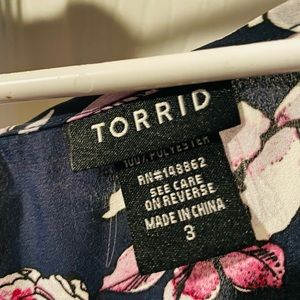 TORRID
100% POLYESTER
RN#148862
SEE CARE
ON REVERSE
MADE IN CHINA
3